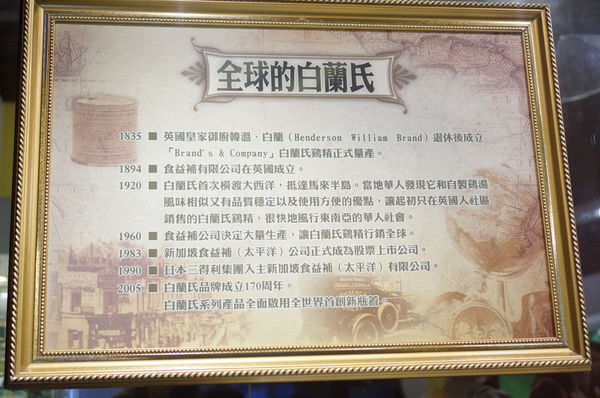 全球的白蘭氏
1835 ■ 英國皇家御廚韓溫．白蘭（Henderson William Brand）退休後成立
「Brand's & Company」白蘭氏鷄精正式量產。
1894 ■ 食益補有限公司在英國成立。
1920 ■ 白蘭氏首次橫渡大西洋，抵達馬來半島。當地華人發現它和自製鷄湯
風味相似又有品質穩定以及使用方便的優點，讓起初只在英國人社區
銷售的白蘭氏鷄精，很快地風行東南亞的華人社會。
1960 ■ 食益補公司決定大量生產，讓白蘭氏鷄精行銷全球。
1983 ■ 新加坡食益補（太平洋）公司正式成為股票上市公司。
1990 ■ 日本三得利集團入主新加坡食益補（太平洋）有限公司。
2005 ■ 白蘭氏品牌成立170周年。
白蘭氏系列產品全面啟用全世界首創新瓶蓋。